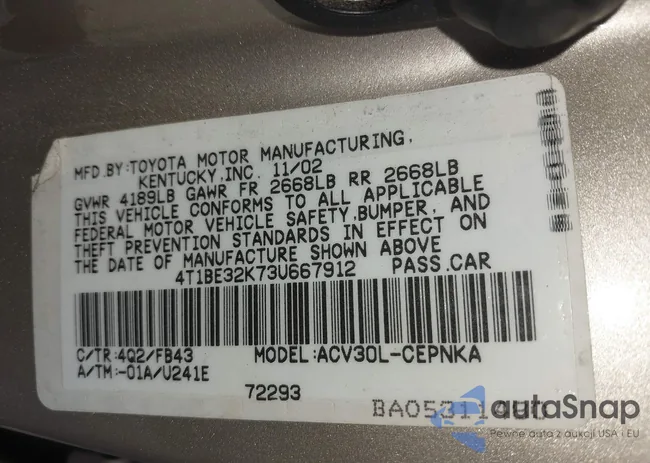 MFD.BY:TOYOTA MOTOR MANUFACTURING,
KENTUCKY,INC. 11/02
GVWR 4189LB GAWR FR 2668LB RR 2668LB
THIS VEHICLE CONFORMS TO ALL APPLICABLE
FEDERAL MOTOR VEHICLE SAFETY,BUMPER, AND
THEFT PREVENTION STANDARDS IN EFFECT ON
THE DATE OF MANUFACTURE SHOWN ABOVE
4T1BE32K73U667912 PASS.CAR
C/TR:4Q2/FB43 MODEL:ACV30L-CEPNKA
A/TM:-01A/U241E
72293
autaSnap
Pewne auta z aukcji USA i EU